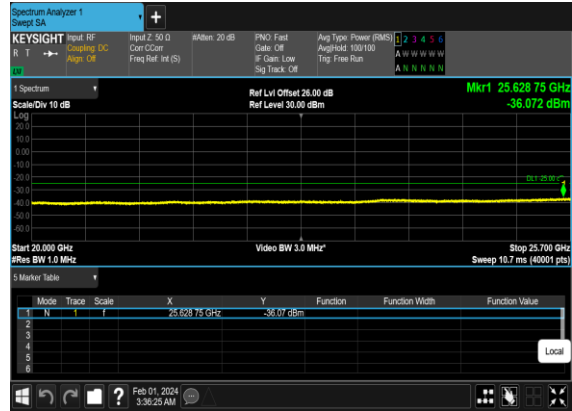 Spectrum Analyzer 1
Swept SA
+
KEYSIGHT Input: RF Input Z: 50 Ω #Atten: 20 dB PNO: Fast Avg Type: Power (RMS) 1 2 3 4 5 6
R T Coupling: DC Corr CCorr Gate: Off Avg|Hold: 100/100 A W W W W W
Align: Off Freq Ref: Int (S) IF Gain: Low Trig: Free Run
Sig Track: Off A N N N N N
1 Spectrum Ref Lvl Offset 26.00 dB Mkr1 25.628 75 GHz
Scale/Div 10 dB Ref Level 30.00 dBm -36.072 dBm
Log
20.0
10.0
0.00
-10.0
-20.0
-30.0
-40.0
-50.0
-60.0
Start 20.000 GHz Video BW 3.0 MHz* Stop 25.700 GHz
#Res BW 1.0 MHz Sweep 10.7 ms (40001 pts)
5 Marker Table
Mode Trace Scale X Y Function Function Width Function Value
1 N 1 f 25.628 75 GHz -36.07 dBm
2
3
4
5
6
Local
? Feb 01, 2024
3:36:25 AM